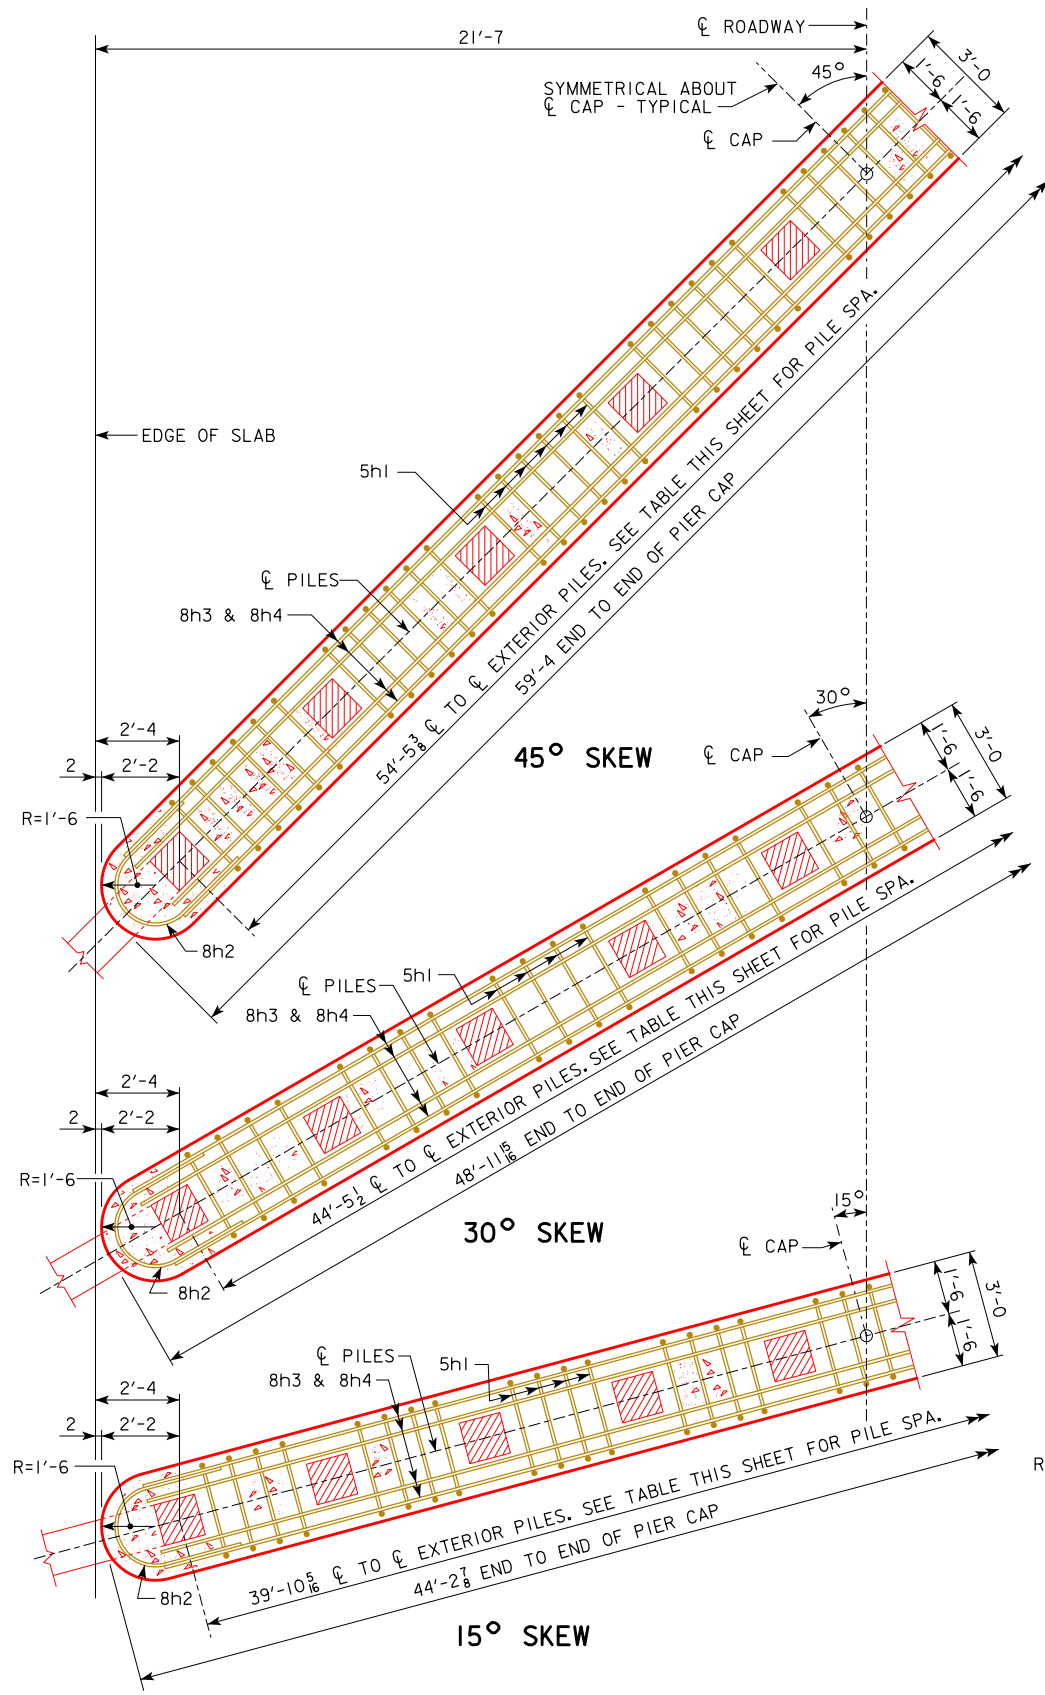 ℄ ROADWAY
21'-7
3'-0
1'-6
1'-6
45°
SYMMETRICAL ABOUT
℄ CAP - TYPICAL
℄ CAP
EDGE OF SLAB
5h1
℄ PILES
8h3 & 8h4
54'-5 3/8 ℄ TO ℄ EXTERIOR PILES. SEE TABLE THIS SHEET FOR PILE SPA.
59'-4 END TO END OF PIER CAP
2'-4
2
2'-2
R=1'-6
8h2
45° SKEW
30°
℄ CAP
3'-0
1'-6
1'-6
5h1
℄ PILES
8h3 & 8h4
2'-4
2
2'-2
R=1'-6
8h2
44'-5 1/2 ℄ TO ℄ EXTERIOR PILES. SEE TABLE THIS SHEET FOR PILE SPA.
48'-11 15/16 END TO END OF PIER CAP
30° SKEW
15°
℄ CAP
3'-0
1'-6
1'-6
℄ PILES
5h1
8h3 & 8h4
2'-4
2
2'-2
R=1'-6
8h2
R
39'-10 5/16 ℄ TO ℄ EXTERIOR PILES. SEE TABLE THIS SHEET FOR PILE SPA.
44'-2 7/8 END TO END OF PIER CAP
15° SKEW